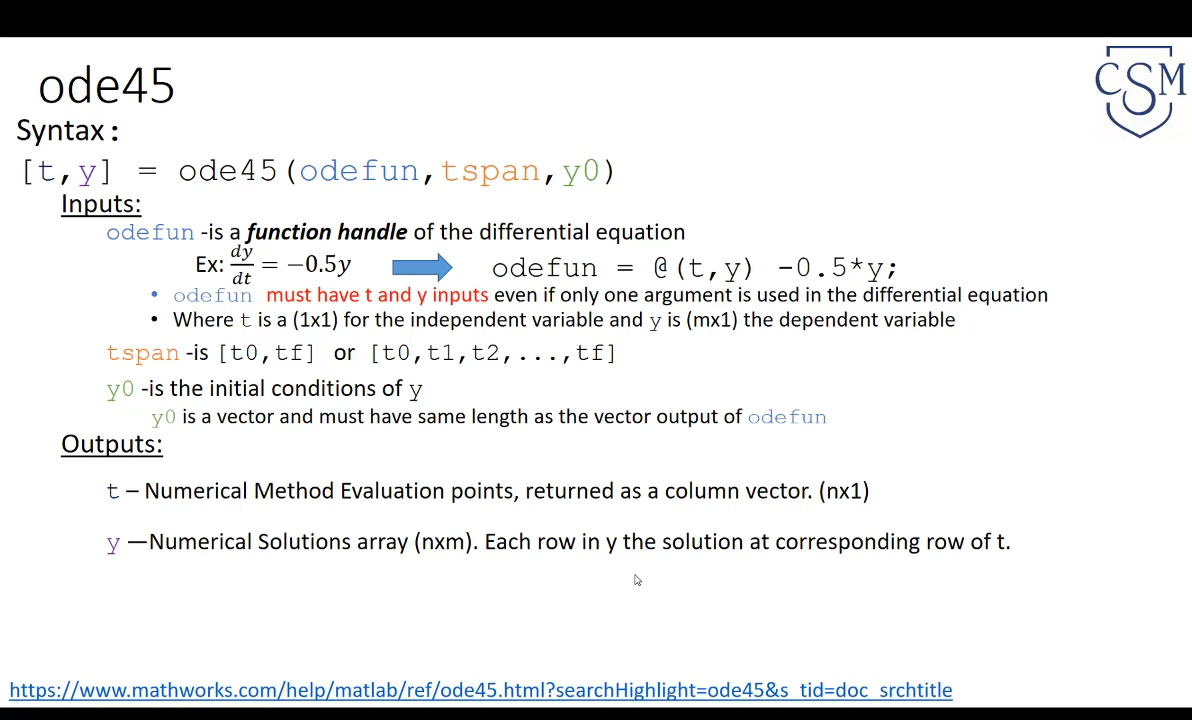 CSM
ode45
Syntax:
[t,y] = ode45(odefun,tspan,y0)
Inputs:
odefun -is a function handle of the differential equation
Ex: dy/dt = −0.5y odefun = @(t,y) -0.5*y;
• odefun must have t and y inputs even if only one argument is used in the differential equation
• Where t is a (1x1) for the independent variable and y is (mx1) the dependent variable
tspan -is [t0,tf] or [t0,t1,t2,...,tf]
y0 -is the initial conditions of y
y0 is a vector and must have same length as the vector output of odefun
Outputs:
t – Numerical Method Evaluation points, returned as a column vector. (nx1)
y —Numerical Solutions array (nxm). Each row in y the solution at corresponding row of t.
https://www.mathworks.com/help/matlab/ref/ode45.html?searchHighlight=ode45&s_tid=doc_srchtitle